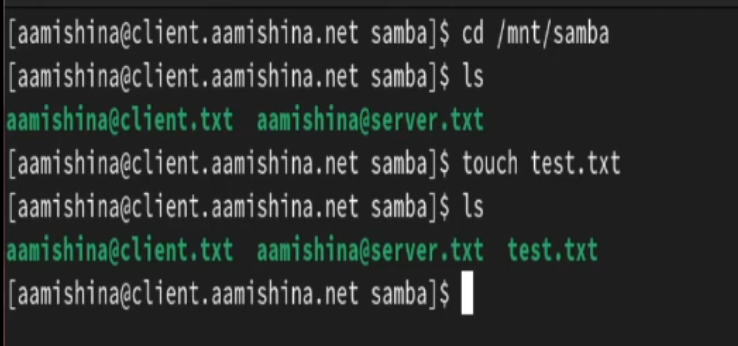 [aamishina@client.aamishina.net samba]$ cd /mnt/samba
[aamishina@client.aamishina.net samba]$ ls
aamishina@client.txt  aamishina@server.txt
[aamishina@client.aamishina.net samba]$ touch test.txt
[aamishina@client.aamishina.net samba]$ ls
aamishina@client.txt  aamishina@server.txt  test.txt
[aamishina@client.aamishina.net samba]$